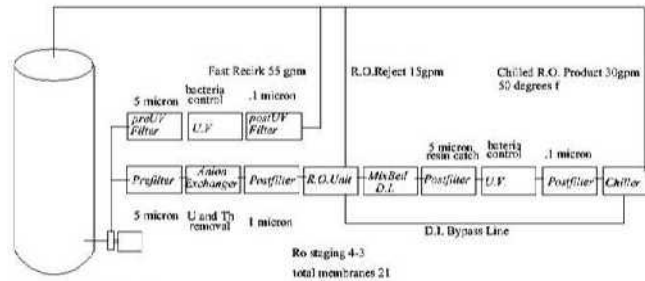 Fast Recirk 55 gpm
R.O.Reject 15gpm
Chilled R.O. Product 30gpm
50 degrees f
5 micron
bacteria
control
.1 micron
preUV
Filter
U.V
postUV
Filter
5 micron
resin catch
bateria
control
.1 micron
Prefilter
Anion
Exchanger
Postfilter
R.O.Unit
MixBed
D.I.
Postfilter
U.V.
Postfilter
Chiller
5 micron
U and Th
removal
1 micron
D.I. Bypass Line
Ro staging 4-3
total membranes 21